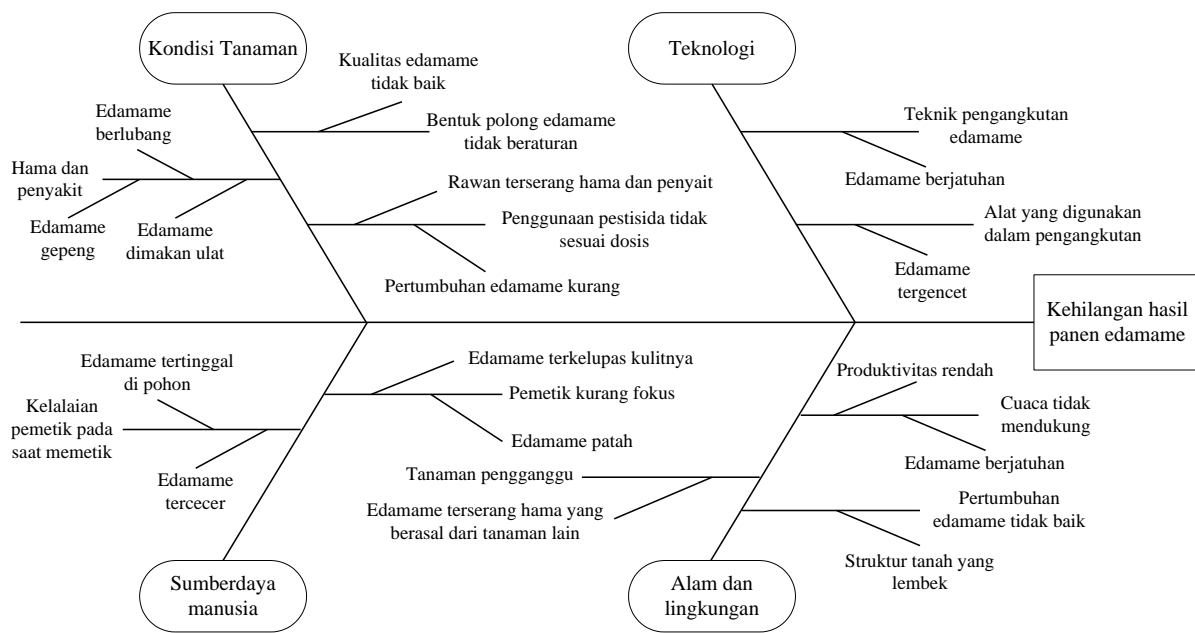 Kondisi Tanaman
Teknologi
Kualitas edamame
tidak baik
Edamame
berlubang
Bentuk polong edamame
tidak beraturan
Hama dan
penyakit
Rawan terserang hama dan penyait
Edamame
gepeng
Edamame
dimakan ulat
Penggunaan pestisida tidak
sesuai dosis
Pertumbuhan edamame kurang
Teknik pengangkutan
edamame
Edamame berjatuhan
Alat yang digunakan
dalam pengangkutan
Edamame
tergencet
Kehilangan hasil
panen edamame
Edamame tertinggal
di pohon
Kelalaian
pemetik pada
saat memetik
Edamame
tercecer
Edamame terkelupas kulitnya
Pemetik kurang fokus
Edamame patah
Produktivitas rendah
Cuaca tidak
mendukung
Edamame berjatuhan
Tanaman pengganggu
Edamame terserang hama yang
berasal dari tanaman lain
Pertumbuhan
edamame tidak baik
Struktur tanah yang
lembek
Sumberdaya
manusia
Alam dan
lingkungan